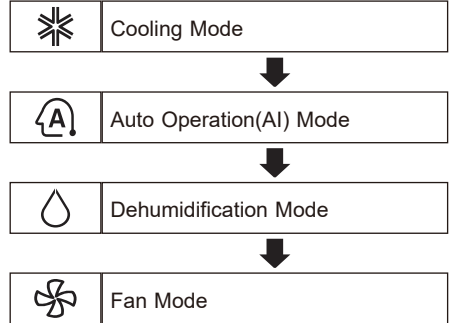 Cooling Mode
A
Auto Operation(AI) Mode
Dehumidification Mode
Fan Mode